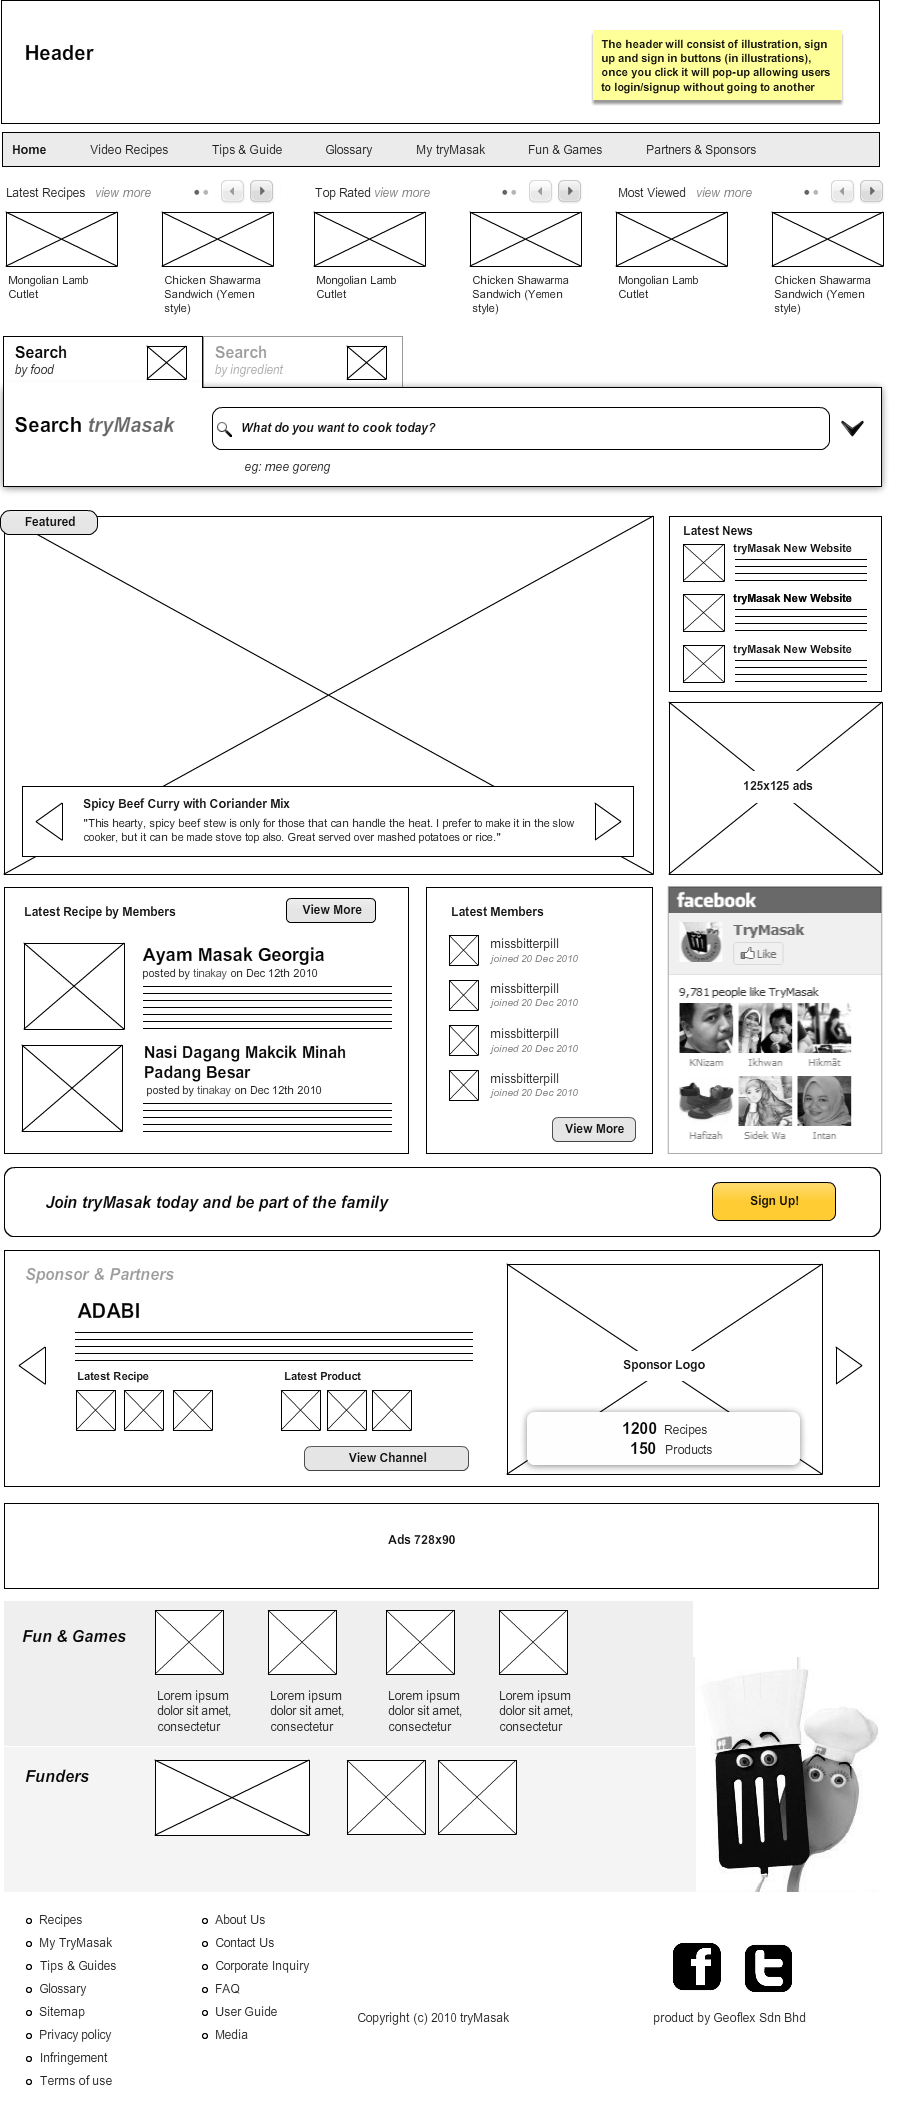 Header
The header will consist of illustration, sign
up and sign in buttons (in illustrations),
once you click it will pop-up allowing users
to login/signup without going to another
Home Video Recipes Tips & Guide Glossary My tryMasak Fun & Games Partners & Sponsors
Latest Recipes view more
Mongolian Lamb
Cutlet
Chicken Shawarma
Sandwich (Yemen
style)
Top Rated view more
Mongolian Lamb
Cutlet
Chicken Shawarma
Sandwich (Yemen
style)
Most Viewed view more
Mongolian Lamb
Cutlet
Chicken Shawarma
Sandwich (Yemen
style)
Search
by food
Search
by ingredient
Search tryMasak
What do you want to cook today?
eg: mee goreng
Featured
Spicy Beef Curry with Coriander Mix
"This hearty, spicy beef stew is only for those that can handle the heat. I prefer to make it in the slow
cooker, but it can be made stove top also. Great served over mashed potatoes or rice."
Latest News
tryMasak New Website
tryMasak New Website
tryMasak New Website
125x125 ads
Latest Recipe by Members
View More
Ayam Masak Georgia
posted by tinakay on Dec 12th 2010
Nasi Dagang Makcik Minah
Padang Besar
posted by tinakay on Dec 12th 2010
Latest Members
missbitterpill
joined 20 Dec 2010
missbitterpill
joined 20 Dec 2010
missbitterpill
joined 20 Dec 2010
missbitterpill
joined 20 Dec 2010
View More
facebook
TryMasak
Like
9,781 people like TryMasak
KNizam Ikhwan Hikmät
Hafizah Sidek Wa Intan
Join tryMasak today and be part of the family
Sign Up!
Sponsor & Partners
ADABI
Latest Recipe
Latest Product
View Channel
Sponsor Logo
1200 Recipes
150 Products
Ads 728x90
Fun & Games
Lorem ipsum
dolor sit amet,
consectetur
Lorem ipsum
dolor sit amet,
consectetur
Lorem ipsum
dolor sit amet,
consectetur
Lorem ipsum
dolor sit amet,
consectetur
Funders
Recipes
My TryMasak
Tips & Guides
Glossary
Sitemap
Privacy policy
Infringement
Terms of use
About Us
Contact Us
Corporate Inquiry
FAQ
User Guide
Media
Copyright (c) 2010 tryMasak
f t
product by Geoflex Sdn Bhd